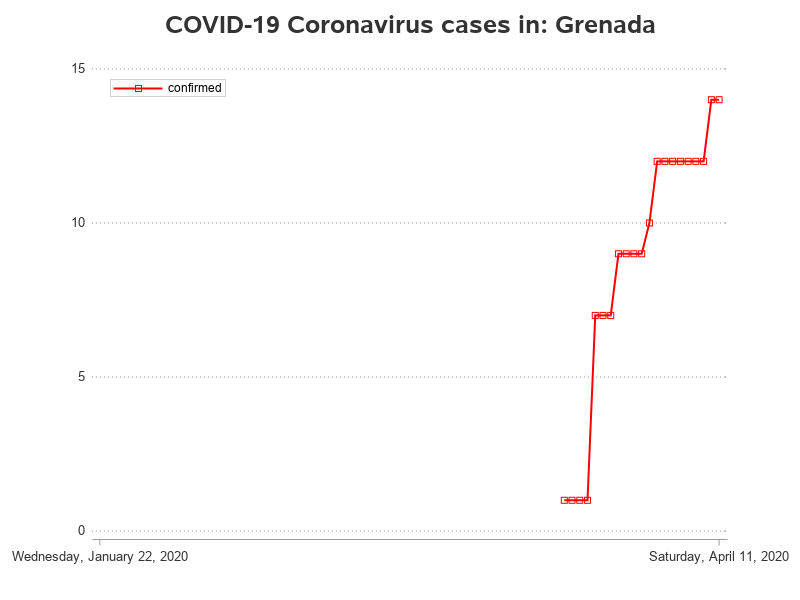 COVID-19 Coronavirus cases in: Grenada
15
confirmed
10
5
0
Wednesday, January 22, 2020
Saturday, April 11, 2020